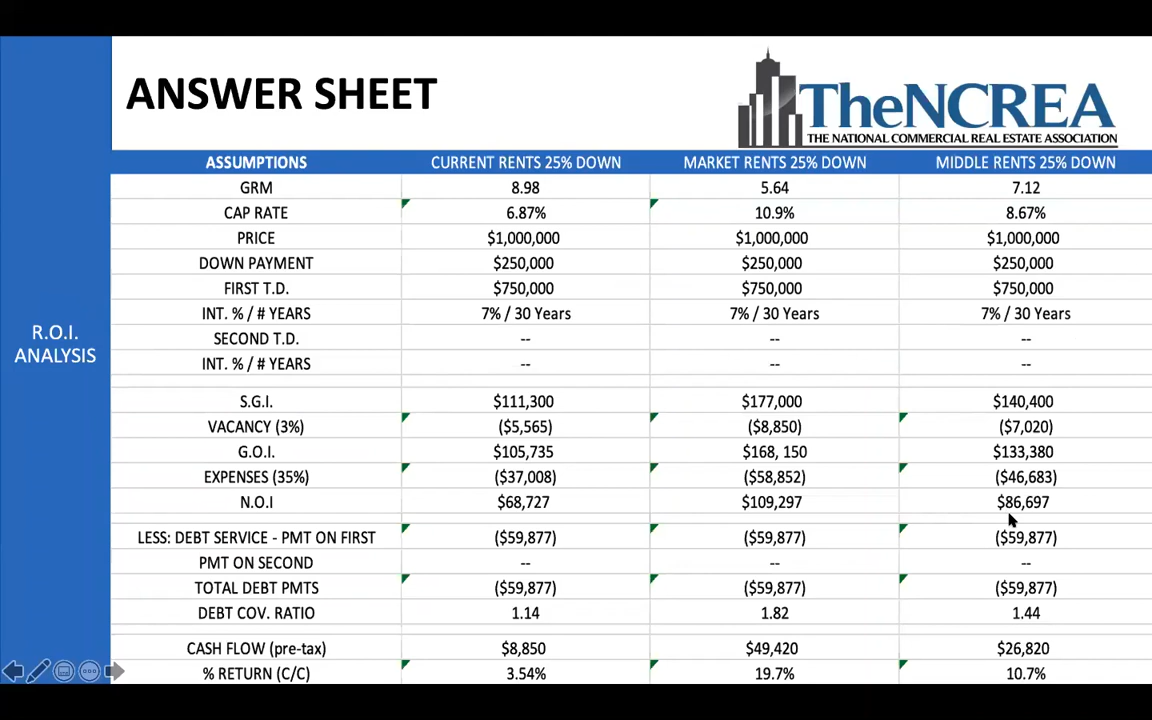 ANSWER SHEET
TheNCREA
THE NATIONAL COMMERCIAL REAL ESTATE ASSOCIATION
R.O.I.
ANALYSIS
ASSUMPTIONS CURRENT RENTS 25% DOWN MARKET RENTS 25% DOWN MIDDLE RENTS 25% DOWN
GRM 8.98 5.64 7.12
CAP RATE 6.87% 10.9% 8.67%
PRICE $1,000,000 $1,000,000 $1,000,000
DOWN PAYMENT $250,000 $250,000 $250,000
FIRST T.D. $750,000 $750,000 $750,000
INT. % / # YEARS 7% / 30 Years 7% / 30 Years 7% / 30 Years
SECOND T.D. -- -- --
INT. % / # YEARS -- -- --
S.G.I. $111,300 $177,000 $140,400
VACANCY (3%) ($5,565) ($8,850) ($7,020)
G.O.I. $105,735 $168, 150 $133,380
EXPENSES (35%) ($37,008) ($58,852) ($46,683)
N.O.I $68,727 $109,297 $86,697
LESS: DEBT SERVICE - PMT ON FIRST ($59,877) ($59,877) ($59,877)
PMT ON SECOND -- -- --
TOTAL DEBT PMTS ($59,877) ($59,877) ($59,877)
DEBT COV. RATIO 1.14 1.82 1.44
CASH FLOW (pre-tax) $8,850 $49,420 $26,820
% RETURN (C/C) 3.54% 19.7% 10.7%